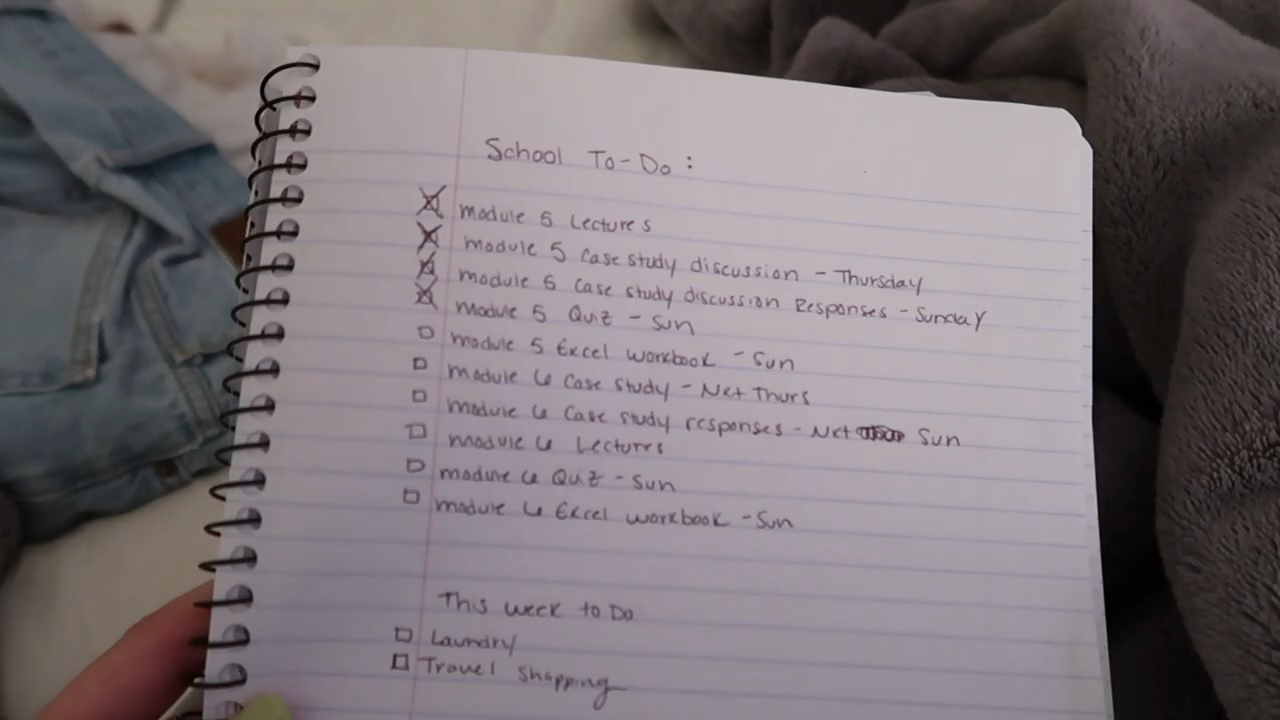 School To-Do:
module 5 Lectures
module 5 case study discussion - Thursday
module 5 case study discussion Responses - Sunday
module 5 Quiz - Sun
module 5 Excel workbook - Sun
module 6 Case Study - Nxt Thurs
module 6 Case study responses - Nxt Sun
module 6 Lectures
module 6 Quiz - Sun
module 6 Excel workbook - Sun
This week to Do
Laundry
Travel Shopping